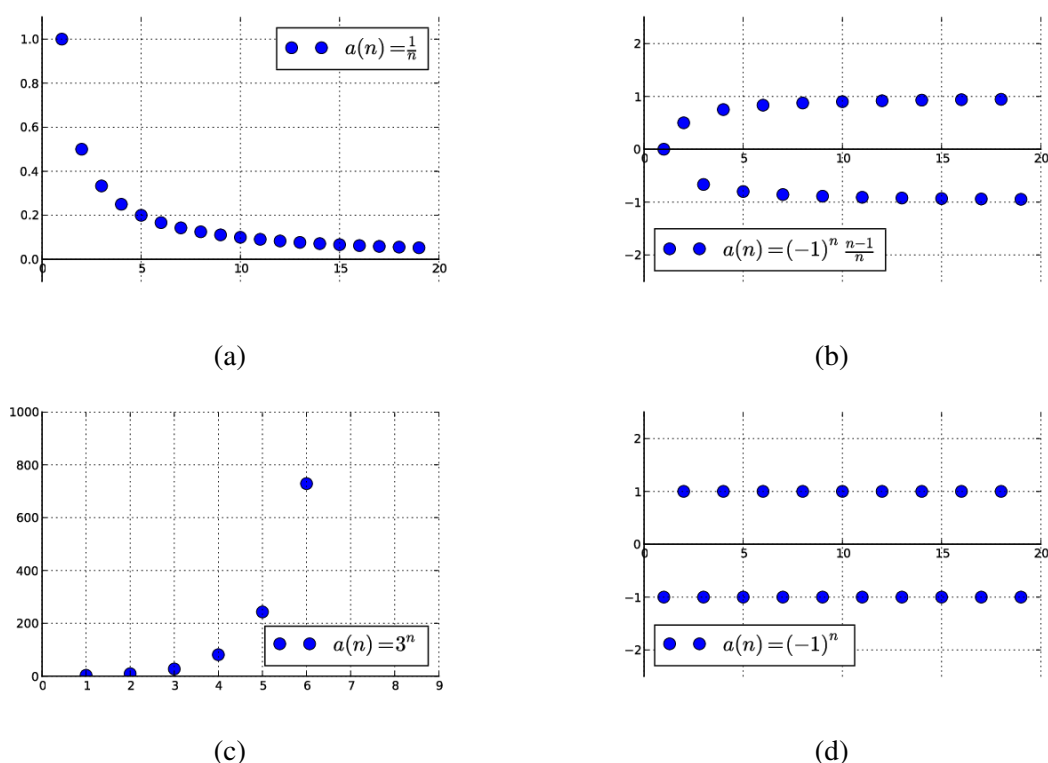 1.0
0.8
0.6
0.4
0.2
0.0
0 5 10 15 20
a(n) = 1/n
(a)
2
1
0
−1
−2
0 5 10 15 20
a(n) = (−1)^n (n−1)/n
(b)
1000
800
600
400
200
0
0 1 2 3 4 5 6 7 8 9
a(n) = 3^n
(c)
2
1
0
−1
−2
0 5 10 15 20
a(n) = (−1)^n
(d)